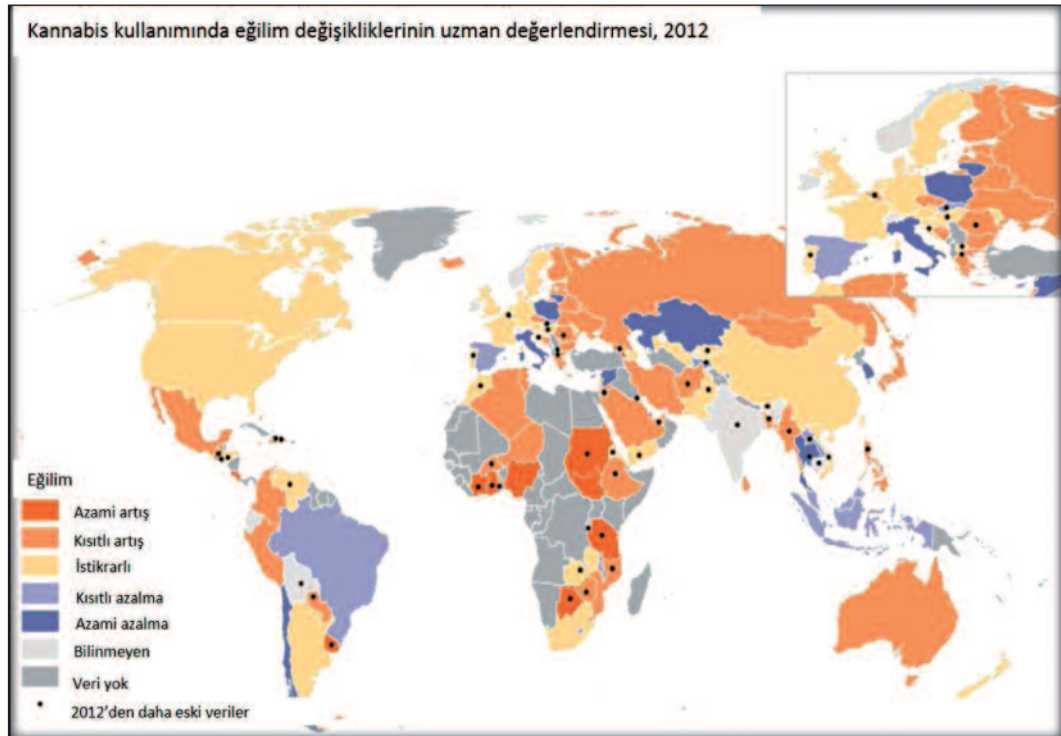 Kannabis kullanımında eğilim değişikliklerinin uzman değerlendirmesi, 2012
Eğilim
Azami artış
Kısıtlı artış
İstikrarlı
Kısıtlı azalma
Azami azalma
Bilinmeyen
Veri yok
2012'den daha eski veriler